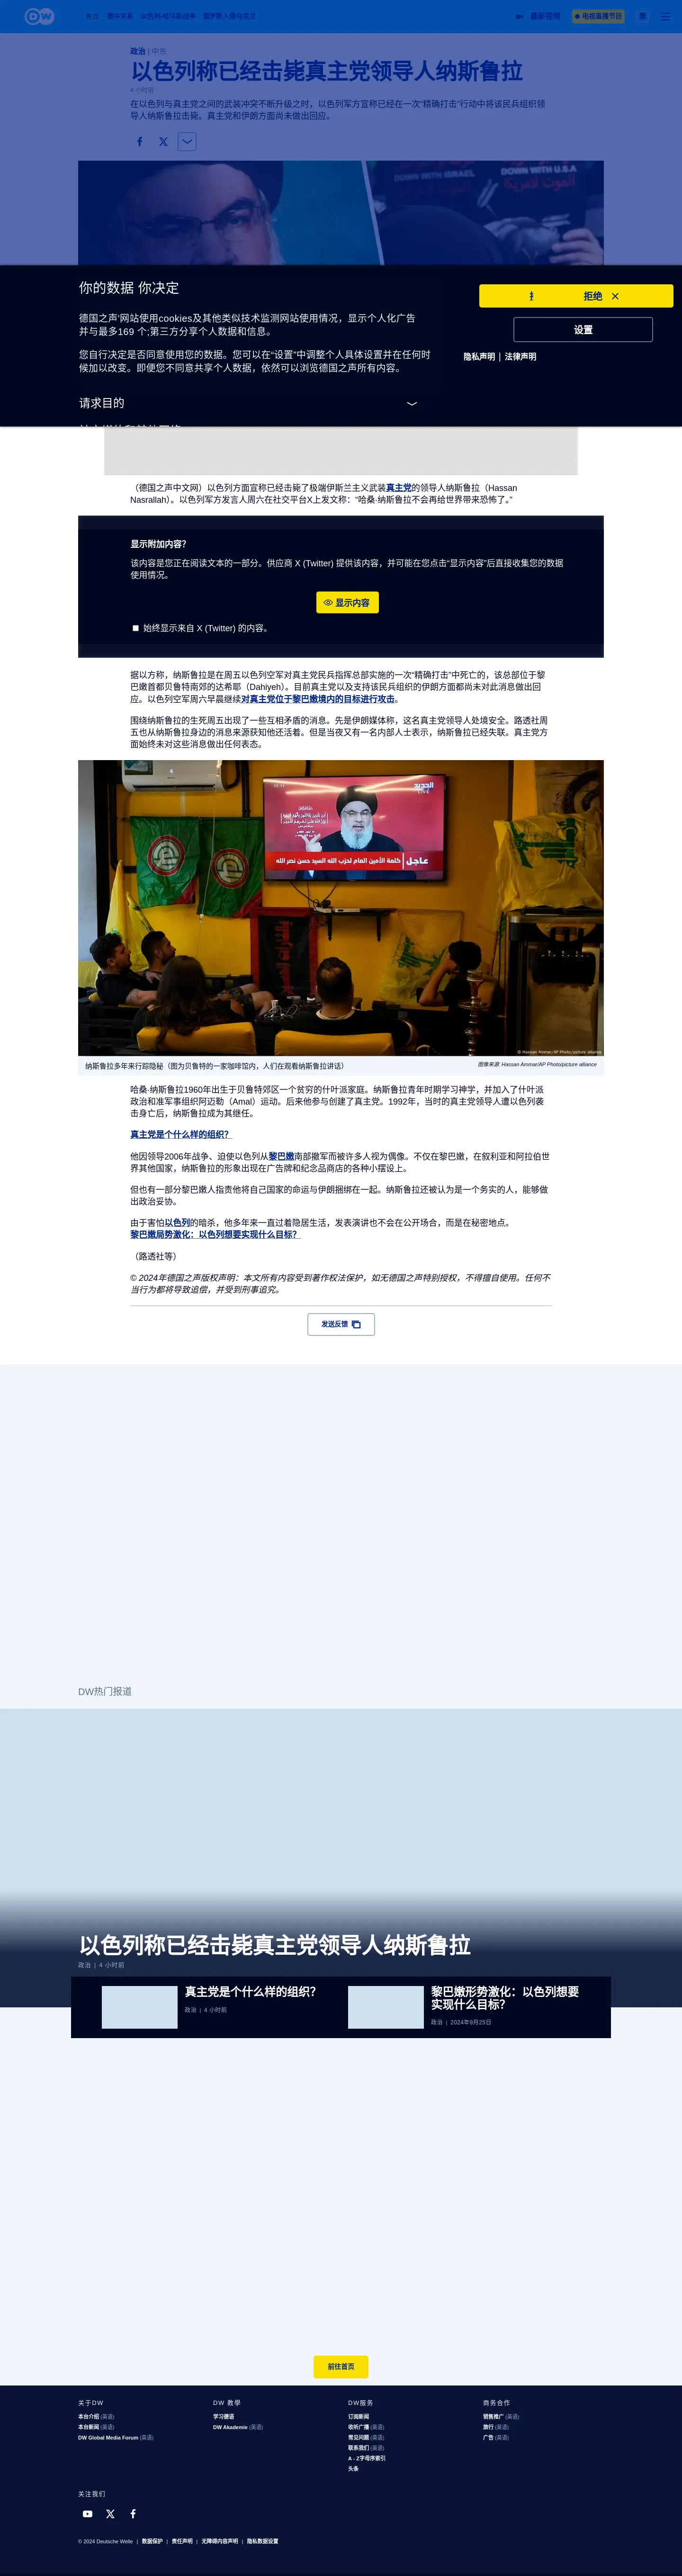 DW
焦点
德中关系
以色列-哈马斯战争
俄罗斯入侵乌克兰
最新视频
电视直播节目
政治 | 中东
以色列称已经击毙真主党领导人纳斯鲁拉
4 小时前
在以色列与真主党之间的武装冲突不断升级之时，以色列军方宣称已经在一次“精确打击”行动中将该民兵组织领
导人纳斯鲁拉击毙。真主党和伊朗方面尚未做出回应。
DOWN WITH ISRAEL
DOWN WITH U.S.A
你的数据 你决定
德国之声'网站使用cookies及其他类似技术监测网站使用情况，显示个人化广告
并与最多169 个;第三方分享个人数据和信息。
您自行决定是否同意使用您的数据。您可以在“设置”中调整个人具体设置并在任何时
候加以改变。即便您不同意共享个人数据，依然可以浏览德国之声所有内容。
请求目的
拒绝
设置
隐私声明 | 法律声明
（德国之声中文网）以色列方面宣称已经击毙了极端伊斯兰主义武装真主党的领导人纳斯鲁拉（Hassan
Nasrallah）。以色列军方发言人周六在社交平台X上发文称：“哈桑·纳斯鲁拉不会再给世界带来恐怖了。”
显示附加内容？
该内容是您正在阅读文本的一部分。供应商 X (Twitter) 提供该内容，并可能在您点击“显示内容”后直接收集您的数据
使用情况。
显示内容
始终显示来自 X (Twitter) 的内容。
据以方称，纳斯鲁拉是在周五以色列空军对真主党民兵指挥总部实施的一次“精确打击”中死亡的，该总部位于黎
巴嫩首都贝鲁特南郊的达希耶（Dahiyeh）。目前真主党以及支持该民兵组织的伊朗方面都尚未对此消息做出回
应。以色列空军周六早晨继续对真主党位于黎巴嫩境内的目标进行攻击。
围绕纳斯鲁拉的生死周五出现了一些互相矛盾的消息。先是伊朗媒体称，这名真主党领导人处境安全。路透社周
五也从纳斯鲁拉身边的消息来源获知他还活着。但是当夜又有一名内部人士表示，纳斯鲁拉已经失联。真主党方
面始终未对这些消息做出任何表态。
الجديد
LIVE
عاجل
كلمة الأمين العام لحزب الله السيد حسن نصر الله
© Hassan Ammar/AP Photo/picture alliance
纳斯鲁拉多年来行踪隐秘（图为贝鲁特的一家咖啡馆内，人们在观看纳斯鲁拉讲话）
图像来源: Hassan Ammar/AP Photo/picture alliance
哈桑·纳斯鲁拉1960年出生于贝鲁特郊区一个贫穷的什叶派家庭。纳斯鲁拉青年时期学习神学，并加入了什叶派
政治和准军事组织阿迈勒（Amal）运动。后来他参与创建了真主党。1992年，当时的真主党领导人遭以色列袭
击身亡后，纳斯鲁拉成为其继任。
真主党是个什么样的组织？
他因领导2006年战争、迫使以色列从黎巴嫩南部撤军而被许多人视为偶像。不仅在黎巴嫩，在叙利亚和阿拉伯世
界其他国家，纳斯鲁拉的形象出现在广告牌和纪念品商店的各种小摆设上。
但也有一部分黎巴嫩人指责他将自己国家的命运与伊朗捆绑在一起。纳斯鲁拉还被认为是一个务实的人，能够做
出政治妥协。
由于害怕以色列的暗杀，他多年来一直过着隐居生活，发表演讲也不会在公开场合，而是在秘密地点。
黎巴嫩局势激化：以色列想要实现什么目标？
（路透社等）
© 2024年德国之声版权声明：本文所有内容受到著作权法保护，如无德国之声特别授权，不得擅自使用。任何不
当行为都将导致追偿，并受到刑事追究。
发送反馈
DW热门报道
以色列称已经击毙真主党领导人纳斯鲁拉
政治 | 4 小时前
真主党是个什么样的组织？
政治 | 4 小时前
黎巴嫩形势激化：以色列想要
实现什么目标？
政治 | 2024年9月25日
前往首页
关于DW
本台介绍 (英语)
本台新闻 (英语)
DW Global Media Forum (英语)
DW 教學
学习德语
DW Akademie (英语)
DW服务
订阅新闻
收听广播 (英语)
常见问题 (英语)
联系我们 (英语)
A - Z字母序索引
头条
商务合作
销售推广 (英语)
旅行 (英语)
广告 (英语)
关注我们
© 2024 Deutsche Welle | 数据保护 | 责任声明 | 无障碍内容声明 | 隐私数据设置